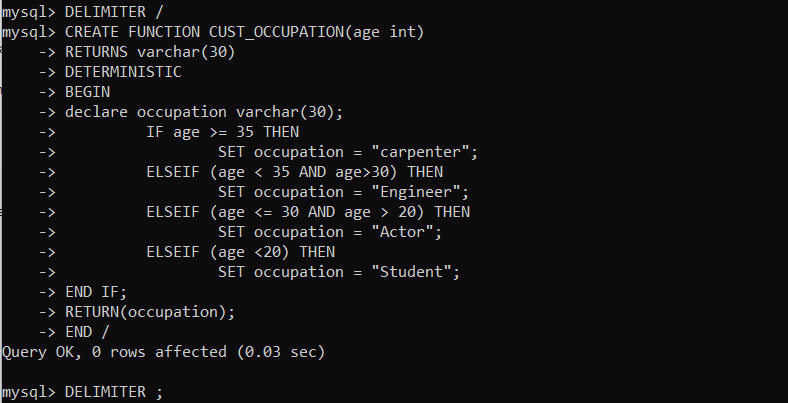 mysql> DELIMITER /
mysql> CREATE FUNCTION CUST_OCCUPATION(age int)
    -> RETURNS varchar(30)
    -> DETERMINISTIC
    -> BEGIN
    -> declare occupation varchar(30);
    ->          IF age >= 35 THEN
    ->                  SET occupation = "carpenter";
    ->          ELSEIF (age < 35 AND age>30) THEN
    ->                  SET occupation = "Engineer";
    ->          ELSEIF (age <= 30 AND age > 20) THEN
    ->                  SET occupation = "Actor";
    ->          ELSEIF (age <20) THEN
    ->                  SET occupation = "Student";
    -> END IF;
    -> RETURN(occupation);
    -> END /
Query OK, 0 rows affected (0.03 sec)
mysql> DELIMITER ;